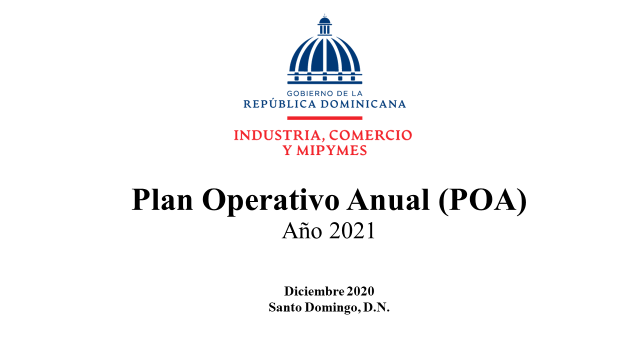 GOBIERNO DE LA
REPÚBLICA DOMINICANA
INDUSTRIA, COMERCIO
Y MIPYMES
Plan Operativo Anual (POA)
Año 2021
Diciembre 2020
Santo Domingo, D.N.